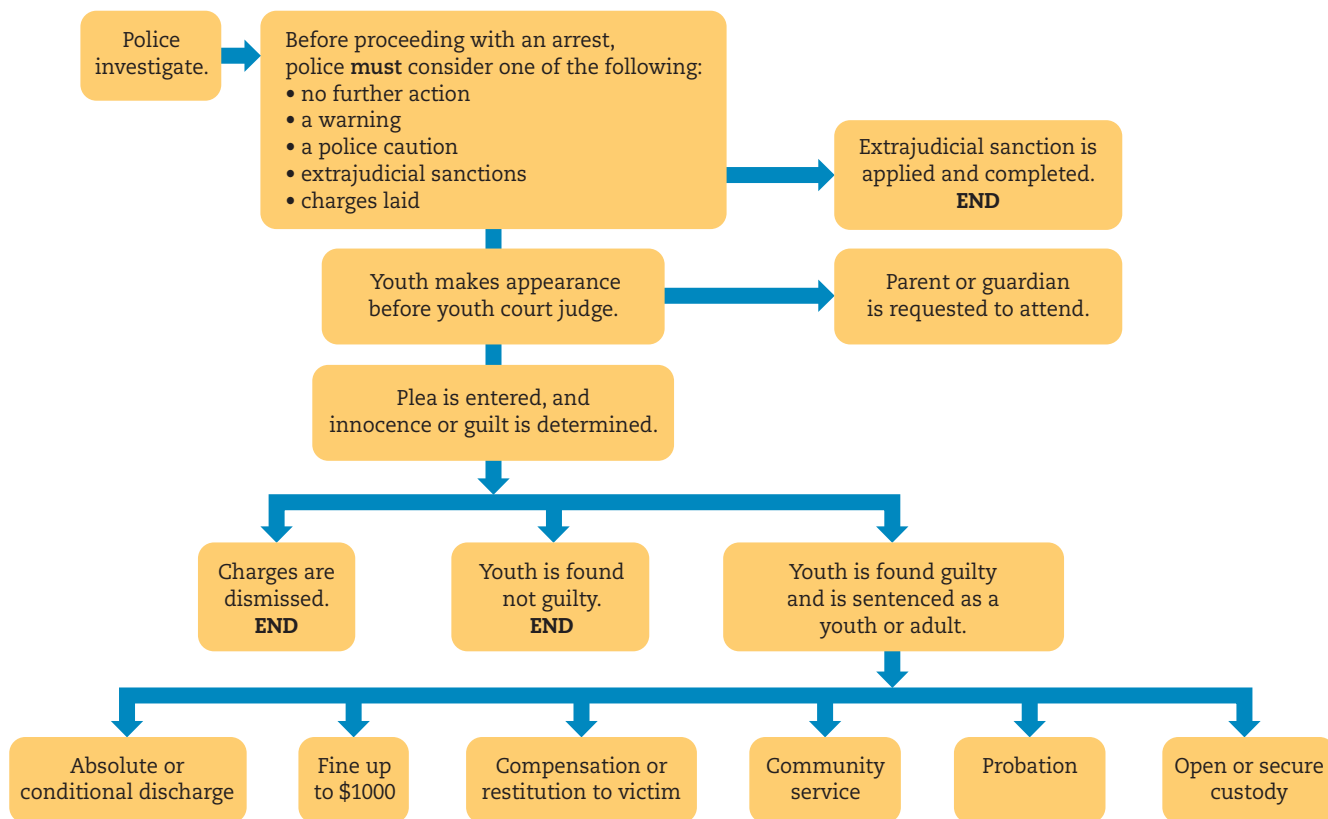 Police
investigate.
Before proceeding with an arrest,
police must consider one of the following:
• no further action
• a warning
• a police caution
• extrajudicial sanctions
• charges laid
Extrajudicial sanction is
applied and completed.
END
Youth makes appearance
before youth court judge.
Parent or guardian
is requested to attend.
Plea is entered, and
innocence or guilt is determined.
Charges are
dismissed.
END
Youth is found
not guilty.
END
Youth is found guilty
and is sentenced as a
youth or adult.
Absolute or
conditional discharge
Fine up
to $1000
Compensation or
restitution to victim
Community
service
Probation
Open or secure
custody